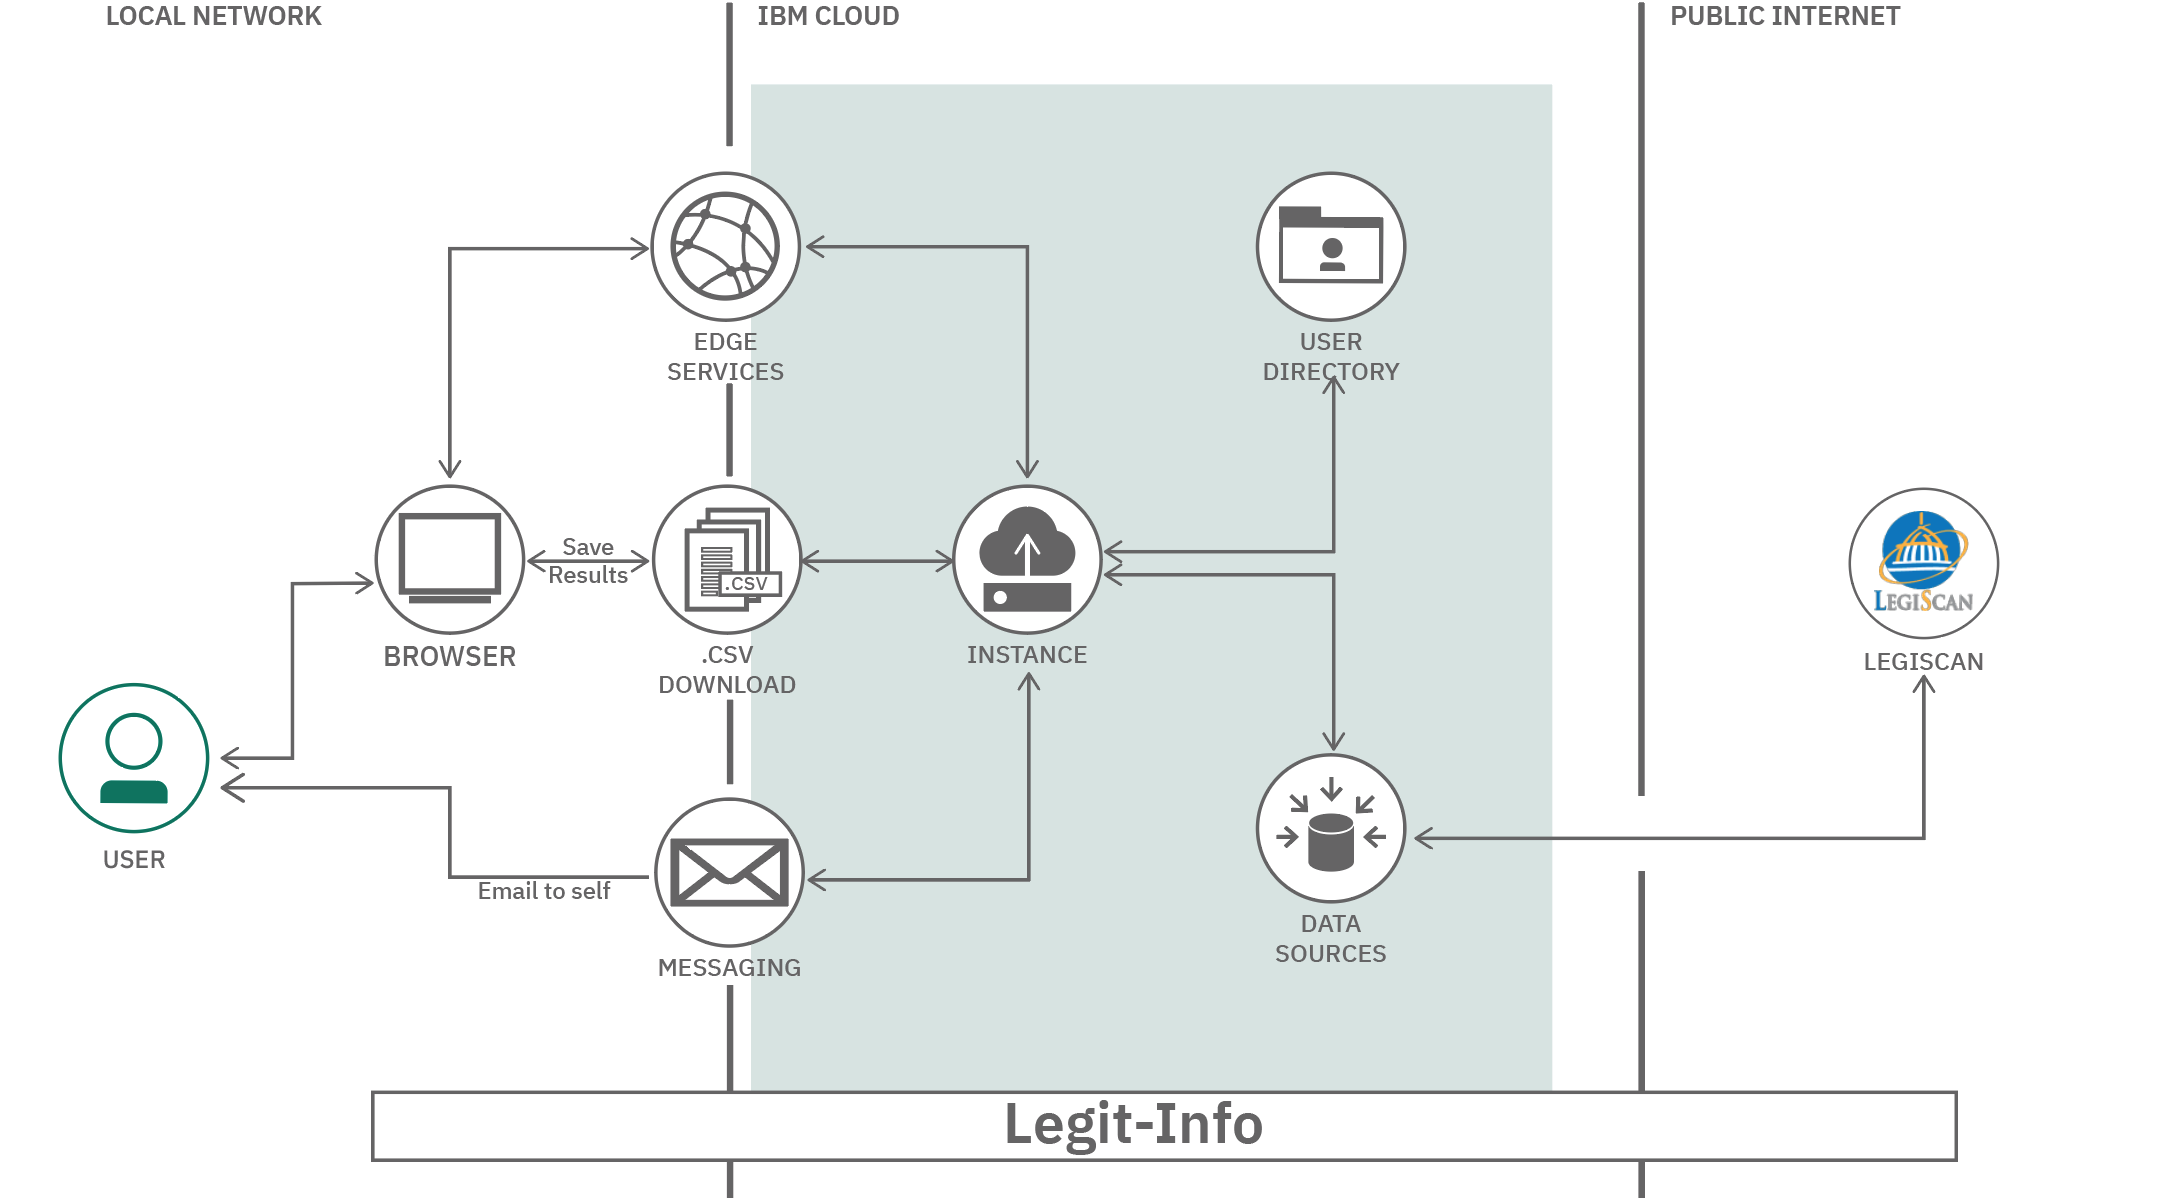 LOCAL NETWORK
IBM CLOUD
PUBLIC INTERNET
EDGE
SERVICES
USER
DIRECTORY
Save
Results
.CSV
BROWSER
.CSV
DOWNLOAD
INSTANCE
LEGISCAN
LEGISCAN
USER
Email to self
MESSAGING
DATA
SOURCES
Legit-Info